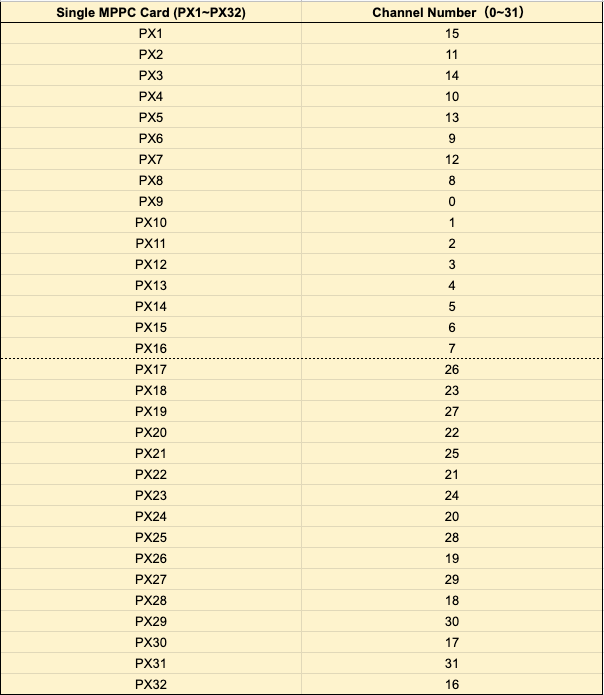 Single MPPC Card (PX1~PX32) Channel Number（0~31）
PX1 15
PX2 11
PX3 14
PX4 10
PX5 13
PX6 9
PX7 12
PX8 8
PX9 0
PX10 1
PX11 2
PX12 3
PX13 4
PX14 5
PX15 6
PX16 7
PX17 26
PX18 23
PX19 27
PX20 22
PX21 25
PX22 21
PX23 24
PX24 20
PX25 28
PX26 19
PX27 29
PX28 18
PX29 30
PX30 17
PX31 31
PX32 16